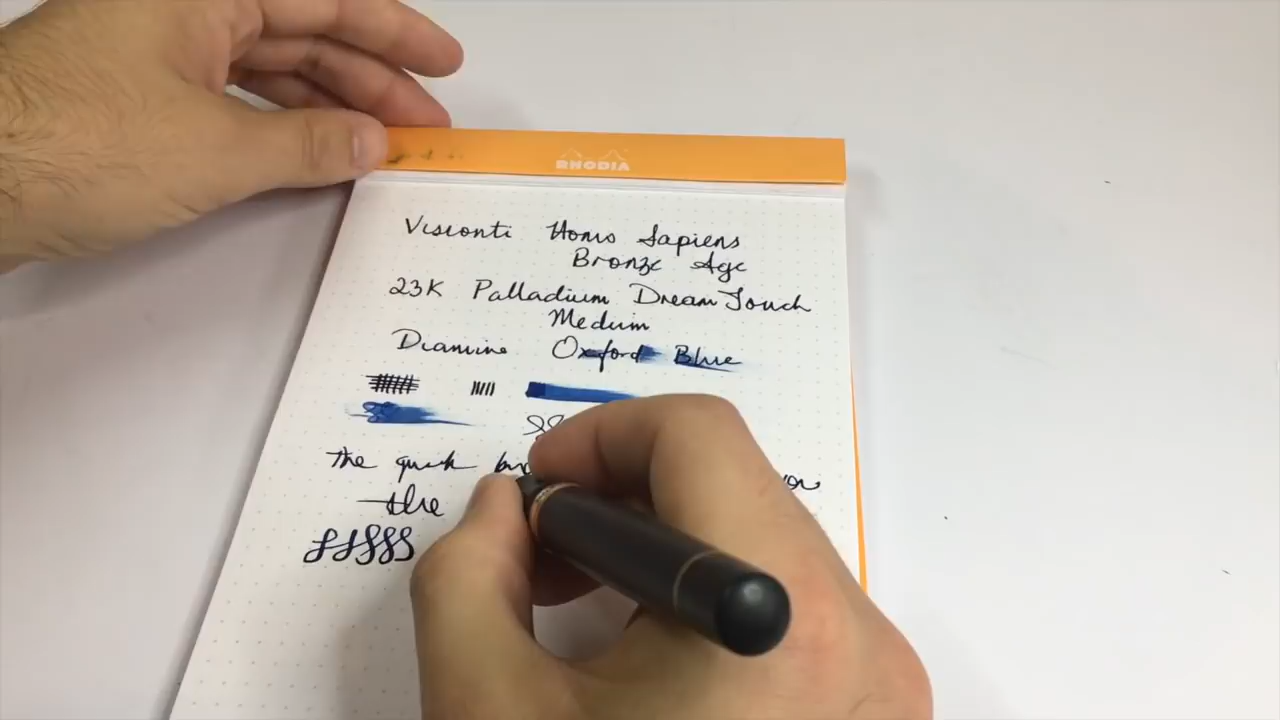 RHODIA
Visconti Homo Sapiens
Bronze Age
23K Palladium Dream Touch
Medium
Diamine Oxford Blue
the quick
the